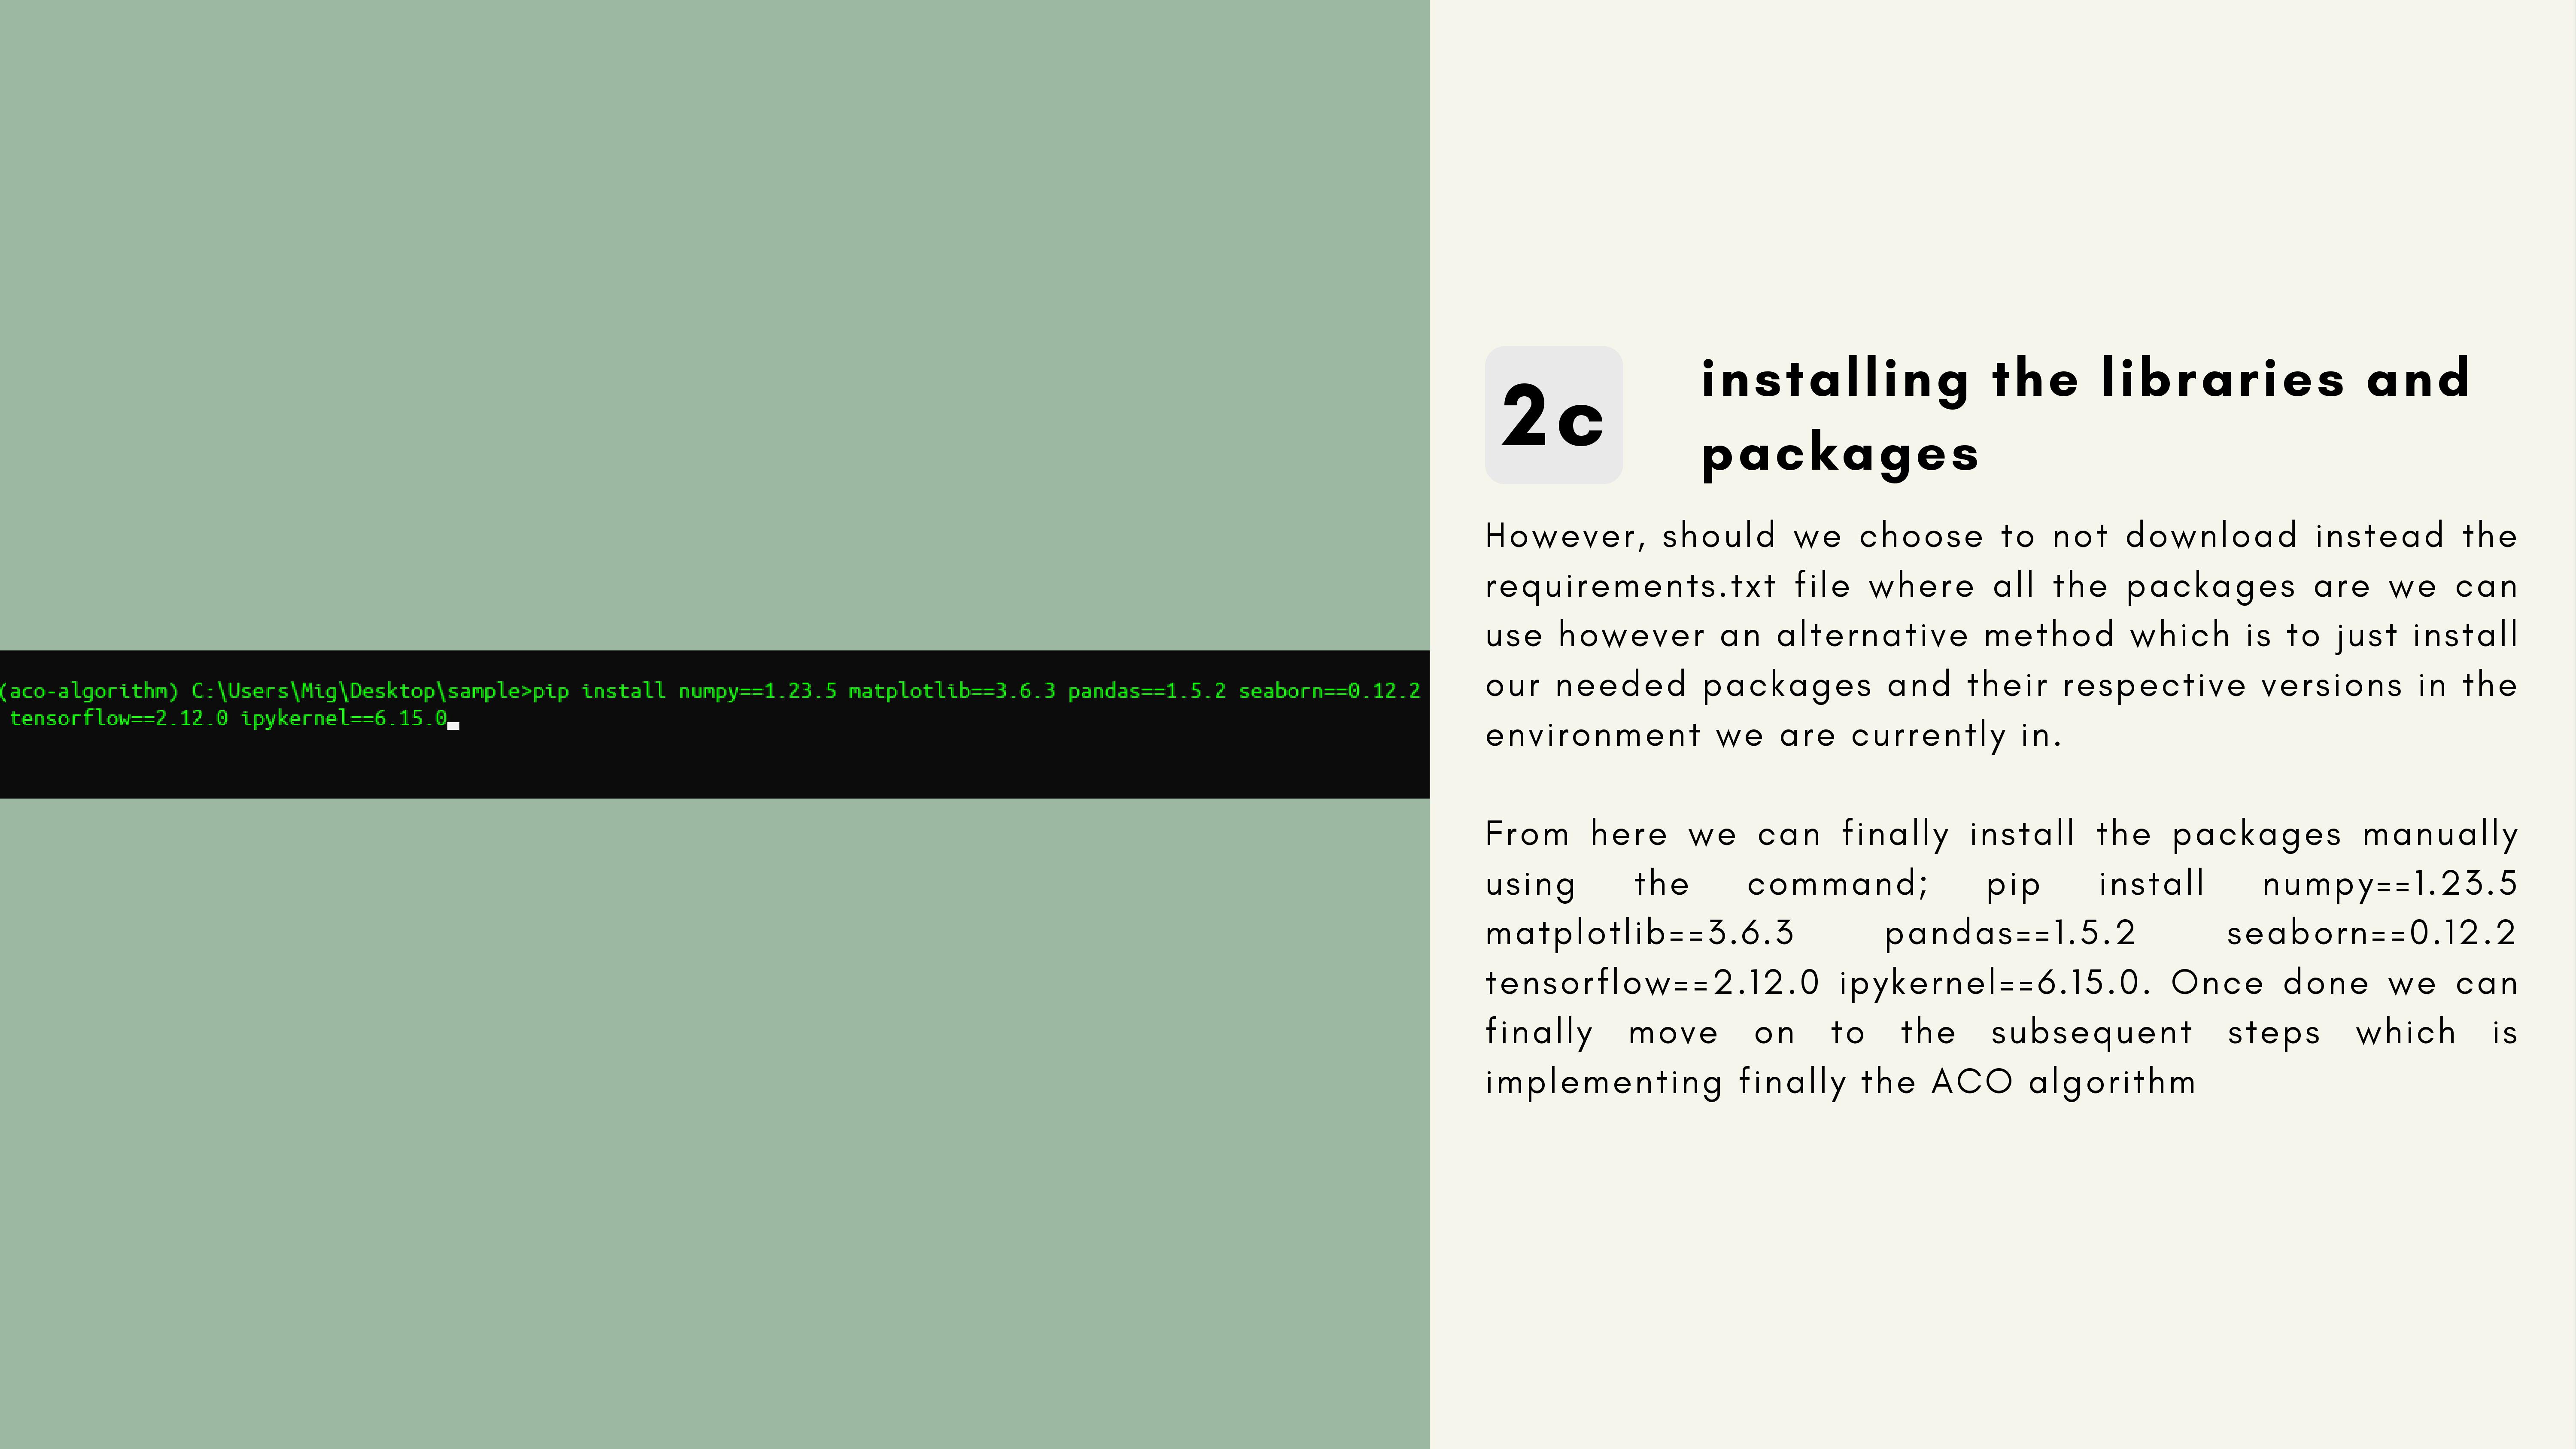 (aco-algorithm) C:\Users\Mig\Desktop\sample>pip install numpy==1.23.5 matplotlib==3.6.3 pandas==1.5.2 seaborn==0.12.2
tensorflow==2.12.0 ipykernel==6.15.0
2c
installing the libraries and
packages
However, should we choose to not download instead the
requirements.txt file where all the packages are we can
use however an alternative method which is to just install
our needed packages and their respective versions in the
environment we are currently in.
From here we can finally install the packages manually
using the command; pip install numpy==1.23.5
matplotlib==3.6.3 pandas==1.5.2 seaborn==0.12.2
tensorflow==2.12.0 ipykernel==6.15.0. Once done we can
finally move on to the subsequent steps which is
implementing finally the ACO algorithm